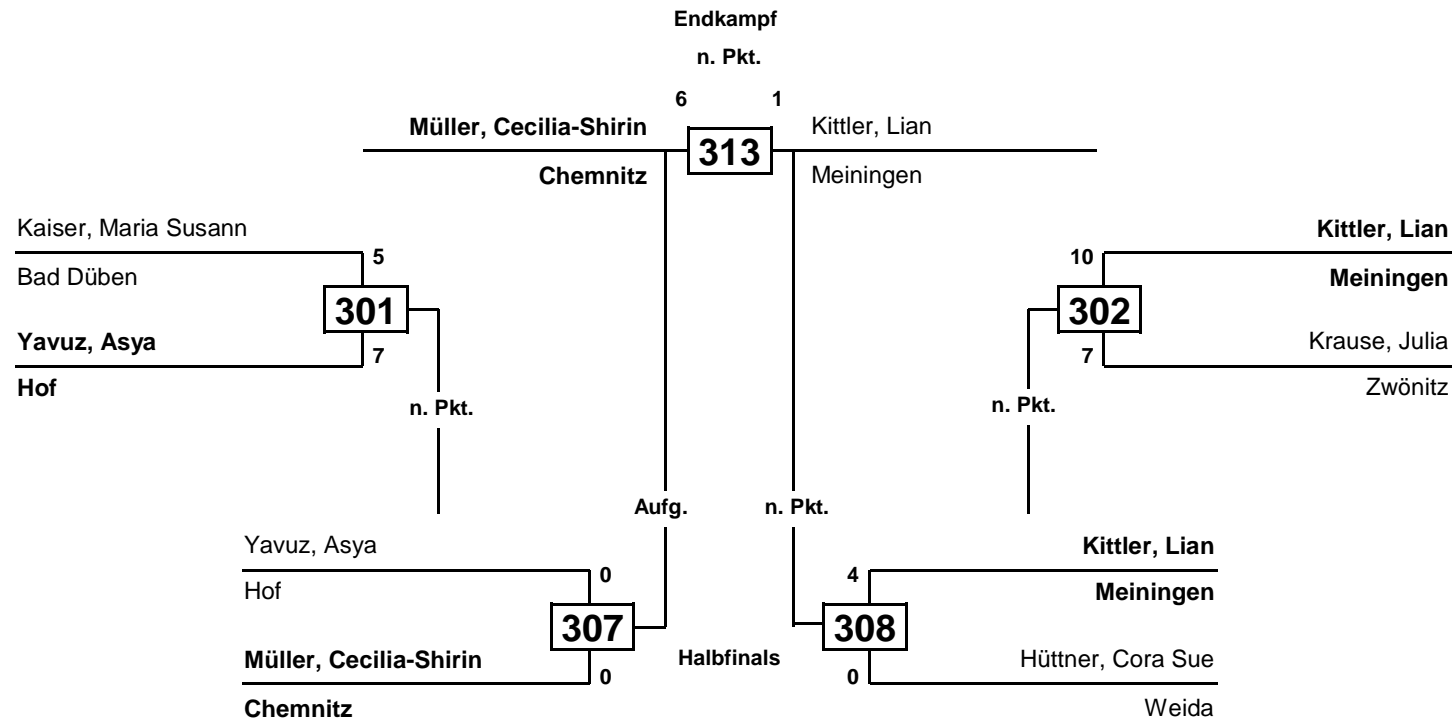 Endkampf
n. Pkt.
6 1
Müller, Cecilia-Shirin 313 Kittler, Lian
Chemnitz Meiningen
Kaiser, Maria Susann
5
Bad Düben
301
Yavuz, Asya
7
Hof
n. Pkt.
Kittler, Lian
10
Meiningen
302
Krause, Julia
7
Zwönitz
n. Pkt.
Aufg. n. Pkt.
Yavuz, Asya
0
Hof
307
Müller, Cecilia-Shirin
0
Chemnitz
Halbfinals
Kittler, Lian
4
Meiningen
308
Hüttner, Cora Sue
0
Weida